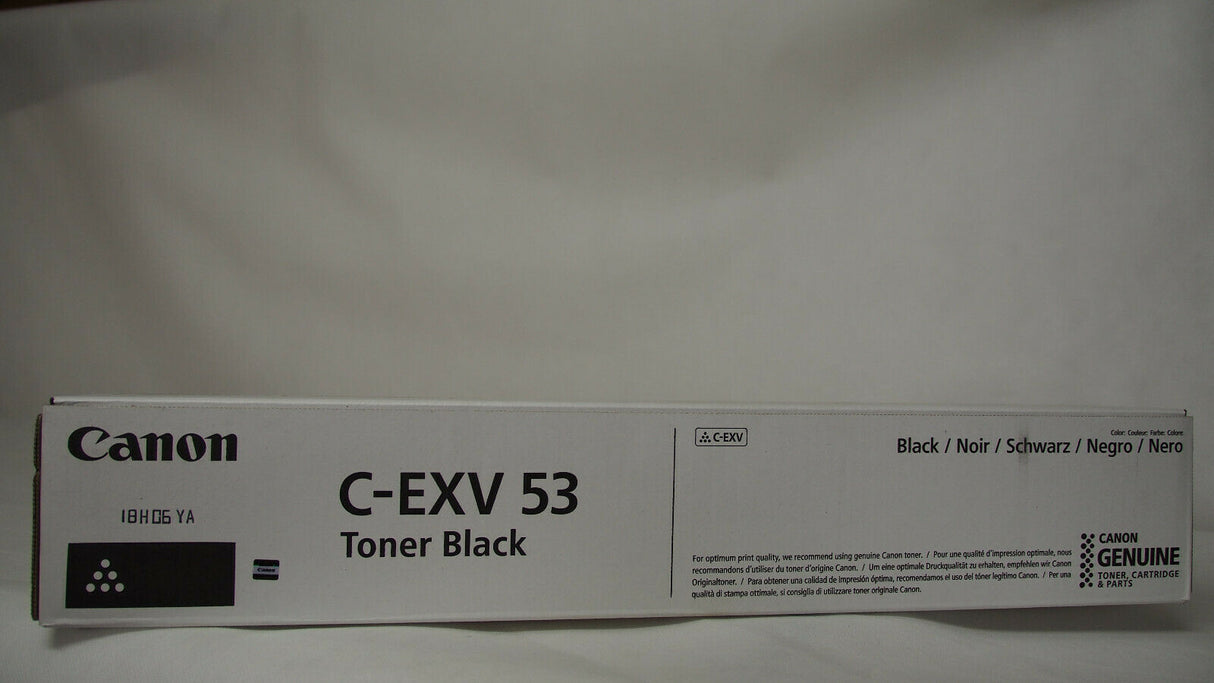 Canon
18H06 YA
Canon
C-EXV 53
Toner Black
C-EXV
Color: Couleur: Farbe: Colore
Black / Noir / Schwarz / Negro / Nero
For optimum print quality, we recommend using genuine Canon toner. / Pour une qualité d'impression optimale, nous
recommandons d'utiliser du toner d'origine Canon. / Um eine optimale Druckqualität zu erhalten, empfehlen wir Canon
Originaltoner. / Para obtener una calidad de impresión óptima, recomendamos el uso del tóner legítimo Canon. / Per una
qualità di stampa ottimale, si consiglia di utilizzare toner originale Canon.
CANON
GENUINE
TONER, CARTRIDGE
& PARTS